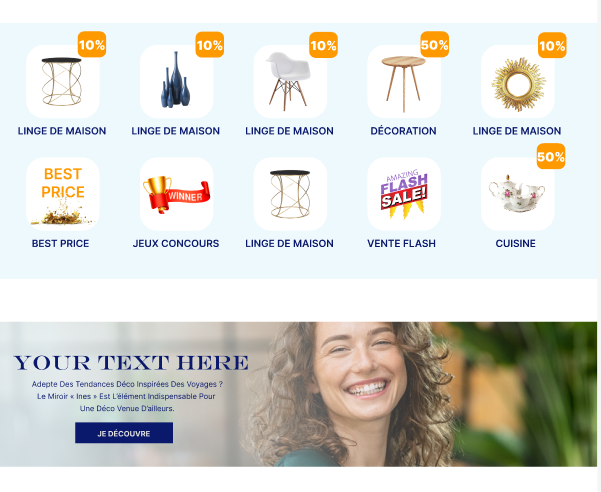 10% 10% 10% 50% 10%
LINGE DE MAISON LINGE DE MAISON LINGE DE MAISON DÉCORATION LINGE DE MAISON
50%
BEST
PRICE
WINNER
AMAZING
FLASH
SALE!
BEST PRICE JEUX CONCOURS LINGE DE MAISON VENTE FLASH CUISINE
YOUR TEXT HERE
Adepte Des Tendances Déco Inspirées Des Voyages ?
Le Miroir « Ines » Est L'élément Indispensable Pour
Une Déco Venue D'ailleurs.
JE DÉCOUVRE